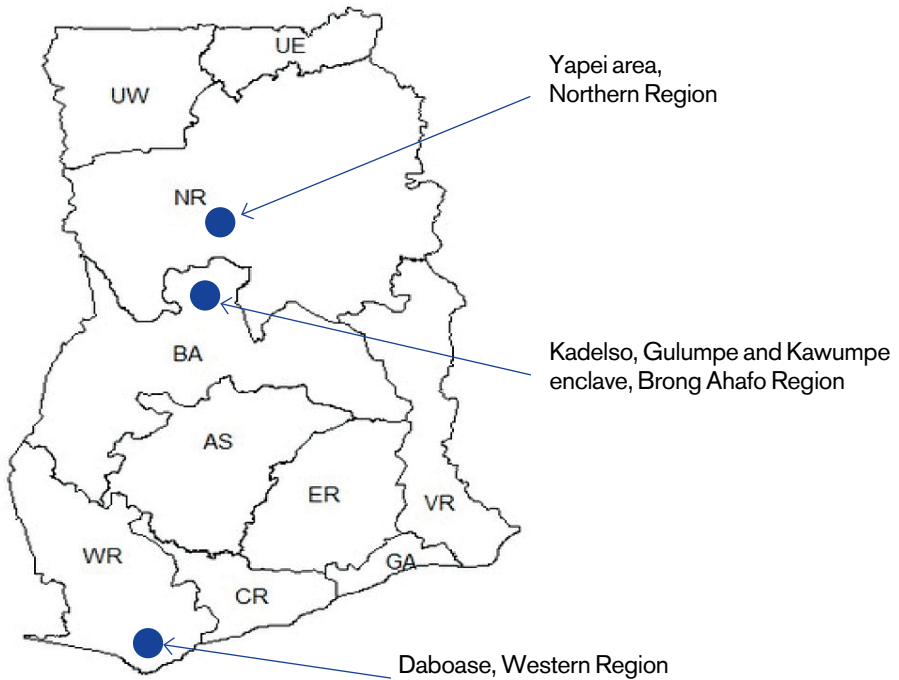 UE
Yapei area,
Northern Region
UW
NR
Kadelso, Gulumpe and Kawumpe
enclave, Brong Ahafo Region
BA
AS
ER
VR
WR
GA
CR
Daboase, Western Region